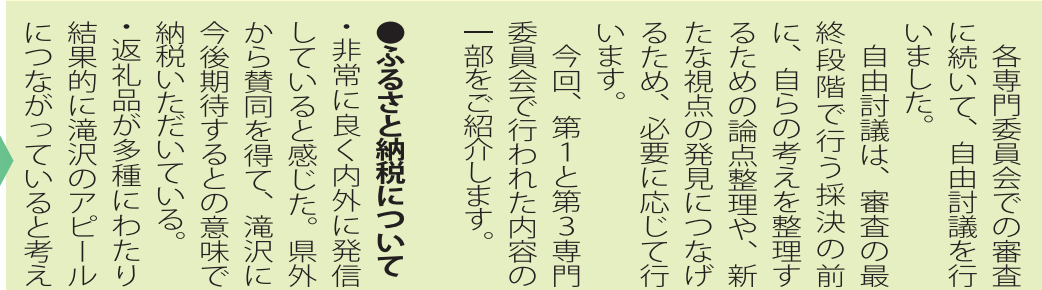 各専門委員会での審査
に続いて、自由討議を行
いました。
自由討議は、審査の最
終段階で行う採決の前
に、自らの考えを整理す
るための論点整理や、新
たな視点の発見につなげ
るため、必要に応じて行
います。
今回、第1と第3専門
委員会で行われた内容の
一部をご紹介します。
●ふるさと納税について
・非常に良く内外に発信
していると感じた。県外
から賛同を得て、滝沢に
今後期待するとの意味で
納税いただいている。
・返礼品が多種にわたり
結果的に滝沢のアピール
につながっていると考え